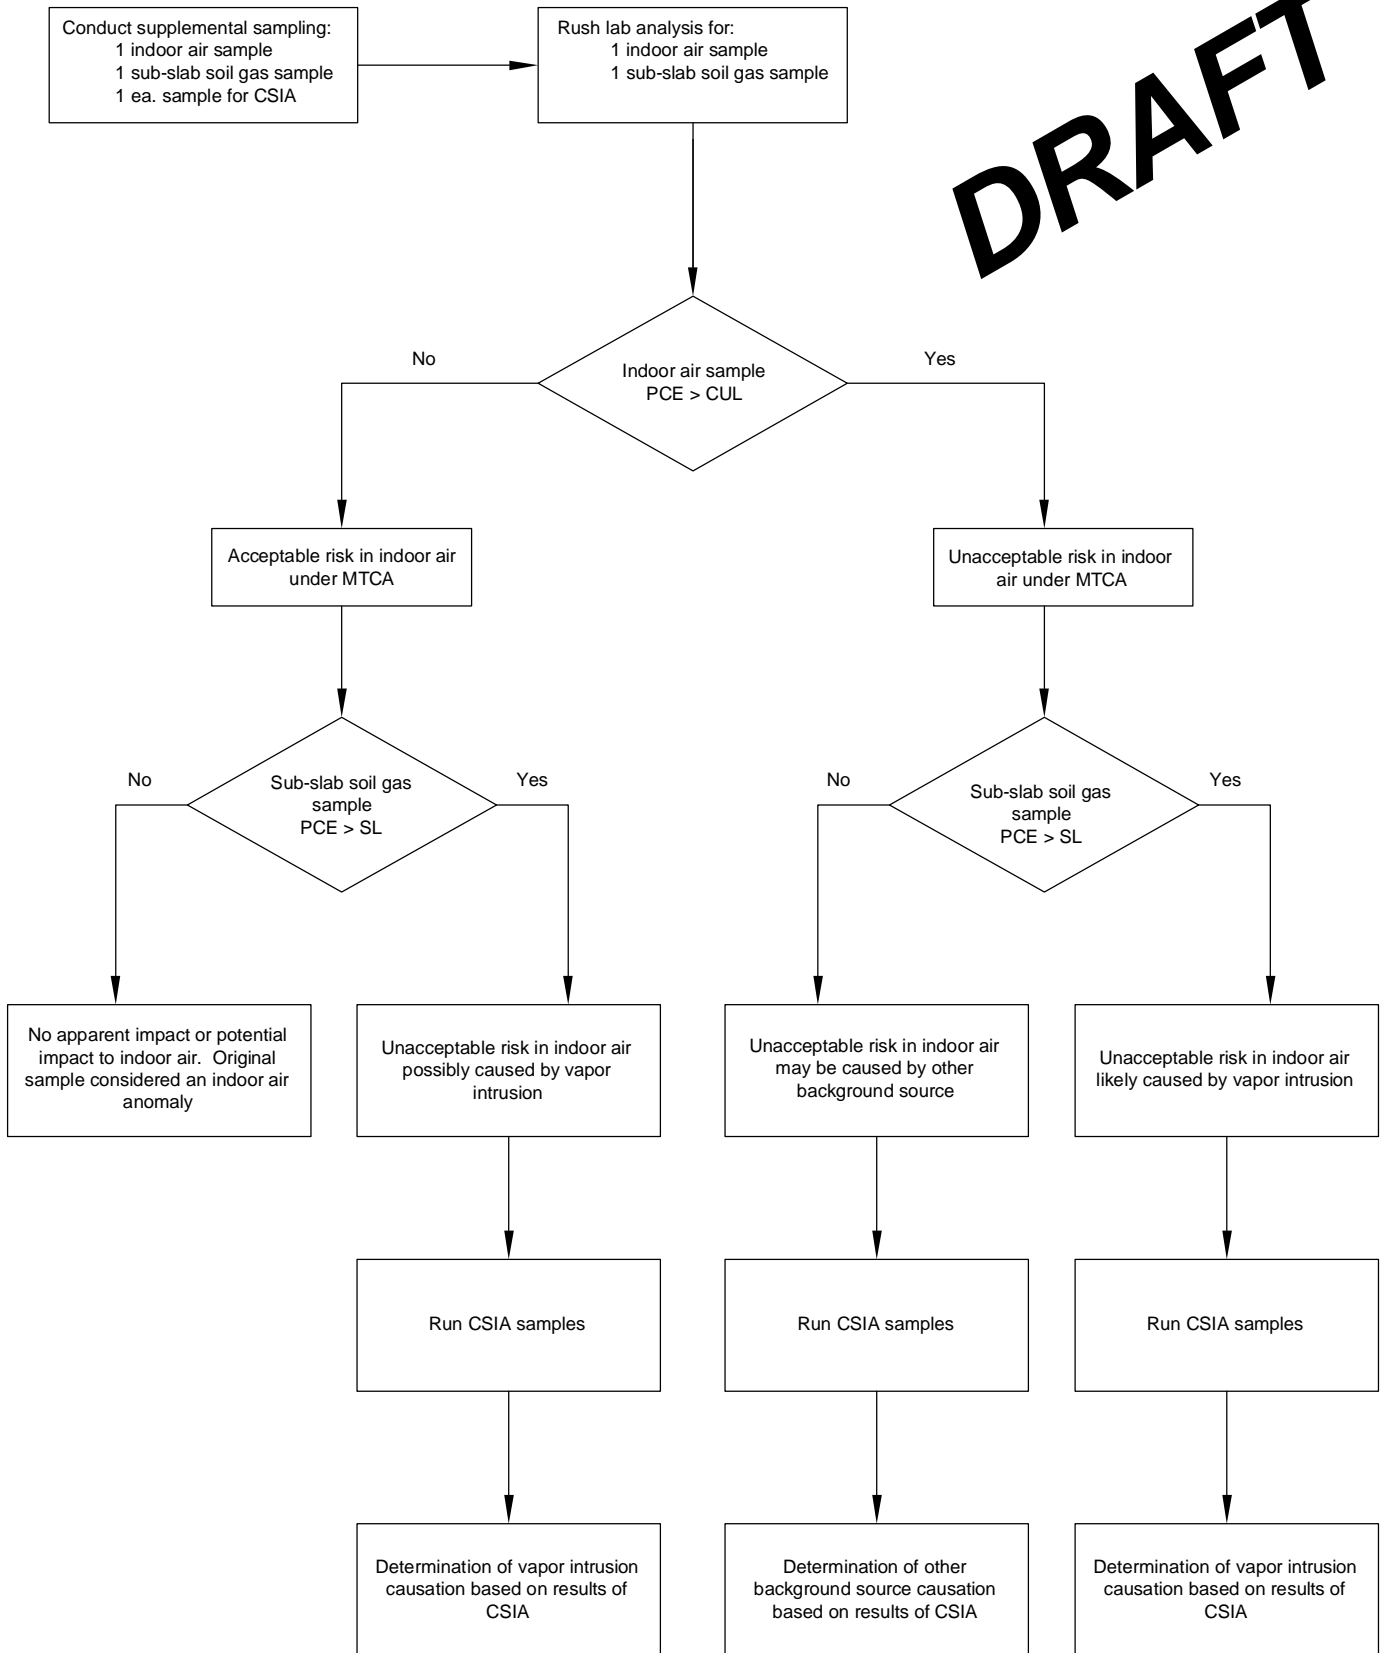 Conduct supplemental sampling:
1 indoor air sample
1 sub-slab soil gas sample
1 ea. sample for CSIA
Rush lab analysis for:
1 indoor air sample
1 sub-slab soil gas sample
DRAFT
Indoor air sample
PCE > CUL
No
Yes
Acceptable risk in indoor air
under MTCA
Unacceptable risk in indoor
air under MTCA
Sub-slab soil gas
sample
PCE > SL
No
Yes
Sub-slab soil gas
sample
PCE > SL
No
Yes
No apparent impact or potential
impact to indoor air.  Original
sample considered an indoor air
anomaly
Unacceptable risk in indoor air
possibly caused by vapor
intrusion
Unacceptable risk in indoor air
may be caused by other
background source
Unacceptable risk in indoor air
likely caused by vapor intrusion
Run CSIA samples
Run CSIA samples
Run CSIA samples
Determination of vapor intrusion
causation based on results of
CSIA
Determination of other
background source causation
based on results of CSIA
Determination of vapor intrusion
causation based on results of
CSIA